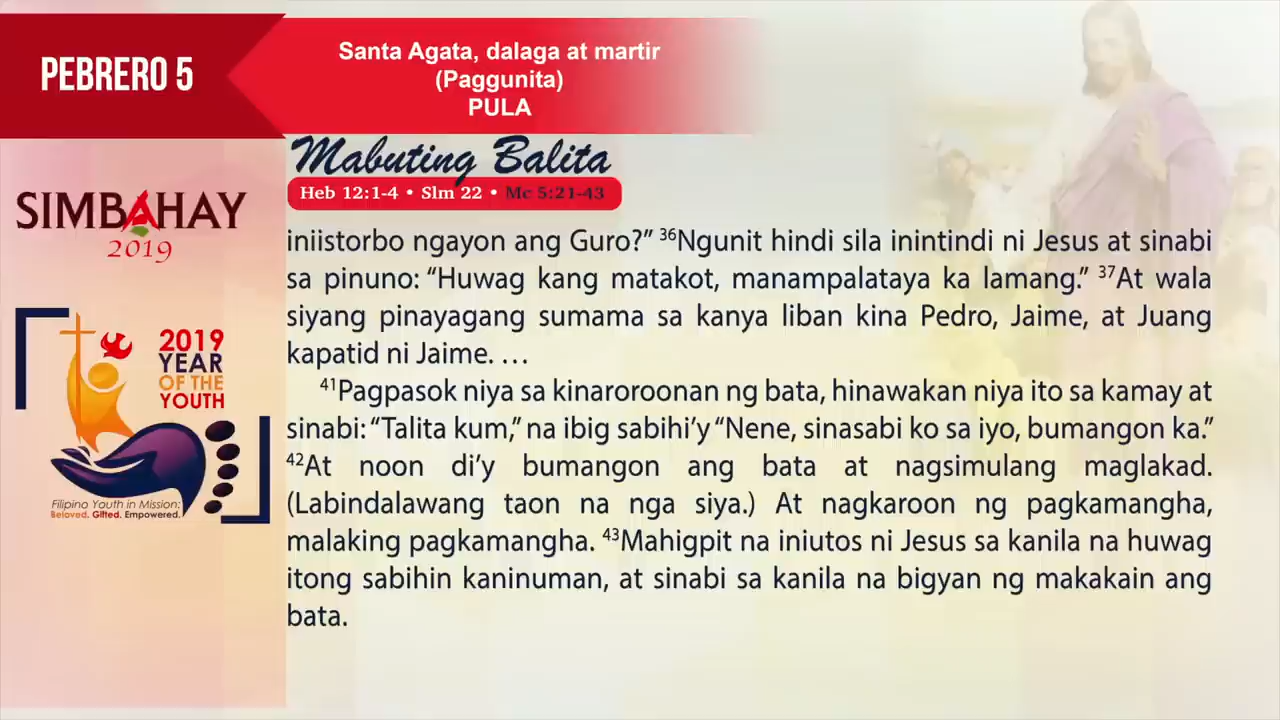 PEBRERO 5
Santa Agata, dalaga at martir
(Paggunita)
PULA
Mabuting Balita
Heb 12:1-4 • Slm 22 • Mc 5:21-43
SIMBAHAY
2019
2019
YEAR
OF THE
YOUTH
Filipino Youth in Mission:
Beloved. Gifted. Empowered.
iniistorbo ngayon ang Guro?” ³⁶Ngunit hindi sila inintindi ni Jesus at sinabi
sa pinuno: “Huwag kang matakot, manampalataya ka lamang.” ³⁷At wala
siyang pinayagang sumama sa kanya liban kina Pedro, Jaime, at Juang
kapatid ni Jaime. …
⁴¹Pagpasok niya sa kinaroroonan ng bata, hinawakan niya ito sa kamay at
sinabi: “Talita kum,” na ibig sabihi’y “Nene, sinasabi ko sa iyo, bumangon ka.”
⁴²At noon di’y bumangon ang bata at nagsimulang maglakad.
(Labindalawang taon na nga siya.) At nagkaroon ng pagkamangha,
malaking pagkamangha. ⁴³Mahigpit na iniutos ni Jesus sa kanila na huwag
itong sabihin kaninuman, at sinabi sa kanila na bigyan ng makakain ang
bata.